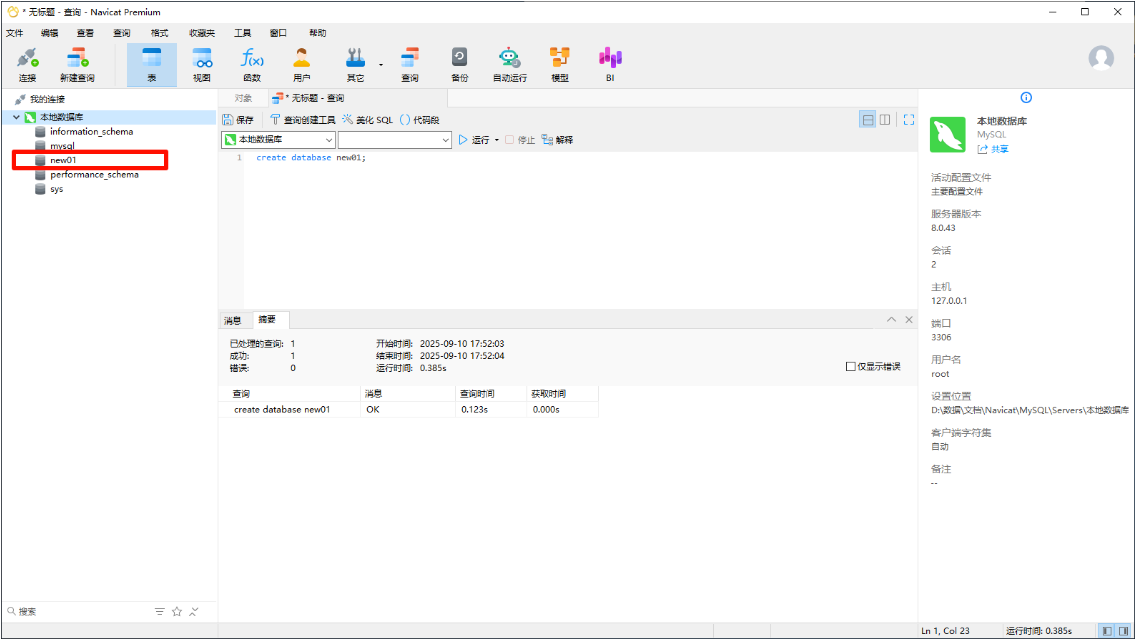 * 无标题 - 查询 - Navicat Premium
文件 编辑 查看 查询 格式 收藏夹 工具 窗口 帮助
连接 新建查询 表 视图 函数 用户 其它 查询 备份 自动运行 模型 BI
我的连接
本地数据库
information_schema
mysql
new01
performance_schema
sys
搜索
对象 * 无标题 - 查询
保存 查询创建工具 美化 SQL () 代码段
本地数据库 运行 停止 解释
1 create database new01;
消息 摘要
已处理的查询: 1 开始时间: 2025-09-10 17:52:03
成功: 1 结束时间: 2025-09-10 17:52:04
错误: 0 运行时间: 0.385s
仅显示错误
查询 消息 查询时间 获取时间
create database new01 OK 0.123s 0.000s
本地数据库
MySQL
共享
活动配置文件
主要配置文件
服务器版本
8.0.43
会话
2
主机
127.0.0.1
端口
3306
用户名
root
设置位置
D:\数据\文档\Navicat\MySQL\Servers\本地数据库
客户端字符集
自动
备注
--
Ln 1, Col 23 运行时间: 0.385s